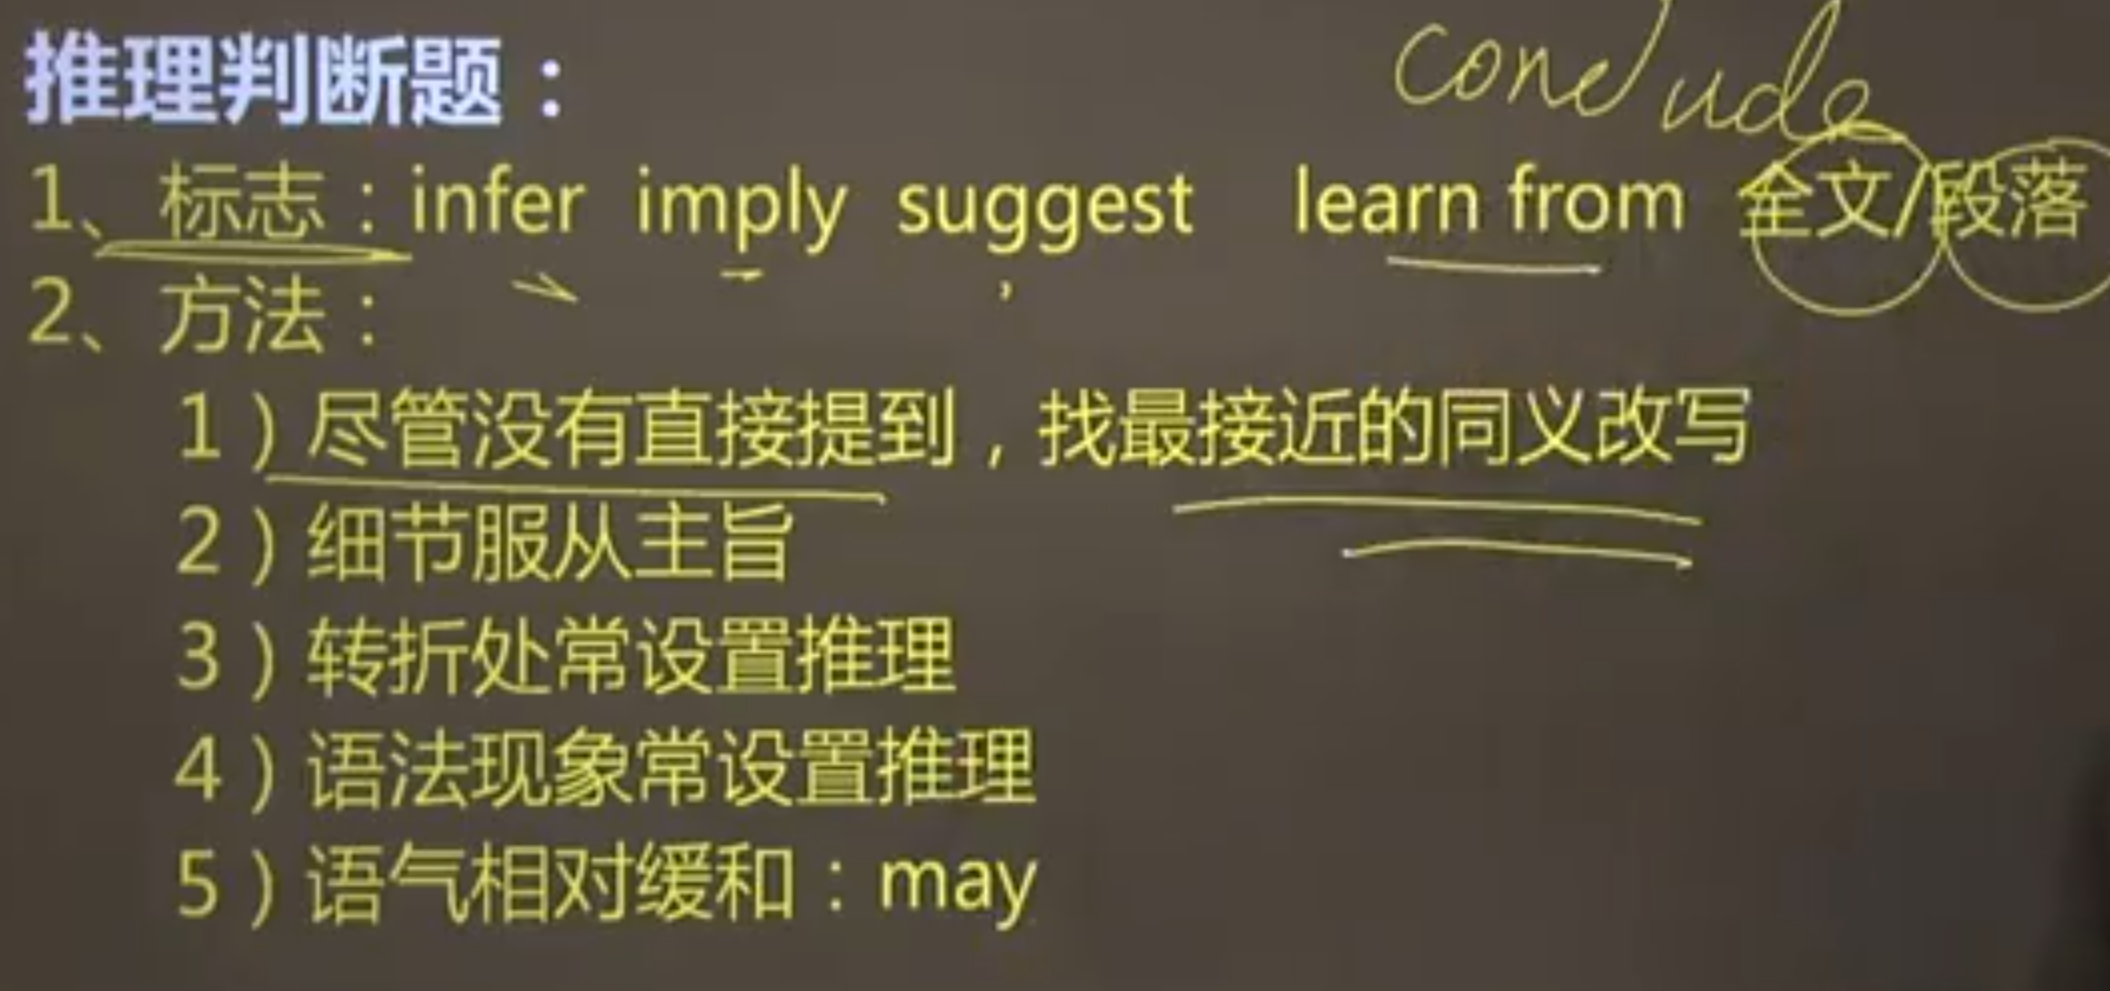 推理判断题：
conclude
1、标志：infer imply suggest learn from 全文/段落
2、方法：
1）尽管没有直接提到，找最接近的同义改写
2）细节服从主旨
3）转折处常设置推理
4）语法现象常设置推理
5）语气相对缓和：may